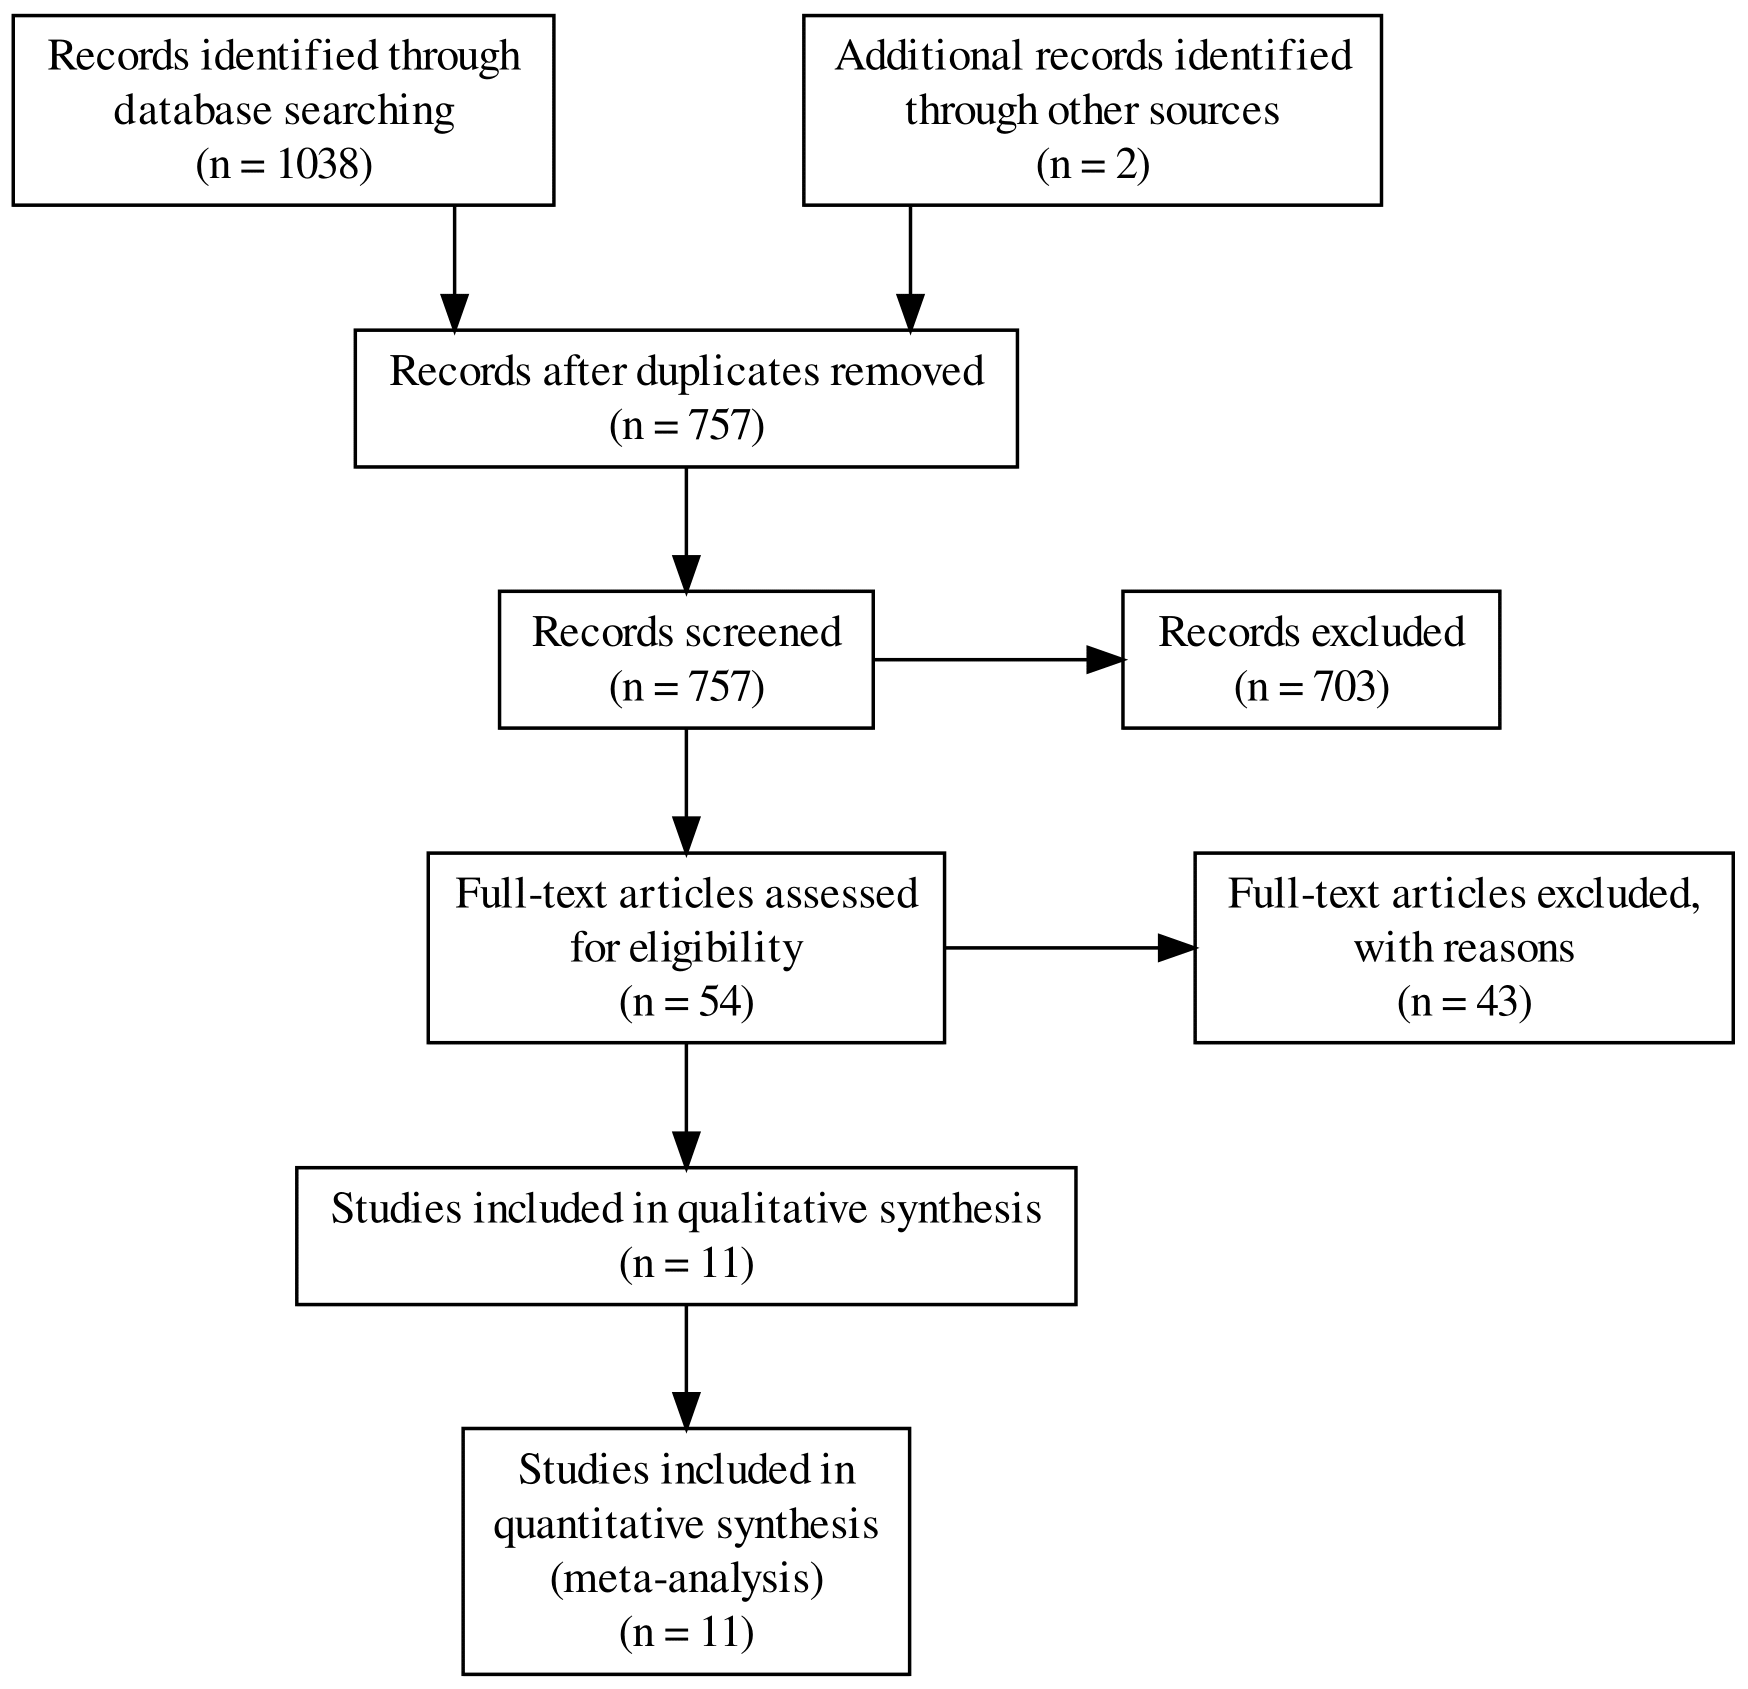 Records identified through
database searching
(n = 1038)
Additional records identified
through other sources
(n = 2)
Records after duplicates removed
(n = 757)
Records screened
(n = 757)
Records excluded
(n = 703)
Full-text articles assessed
for eligibility
(n = 54)
Full-text articles excluded,
with reasons
(n = 43)
Studies included in qualitative synthesis
(n = 11)
Studies included in
quantitative synthesis
(meta-analysis)
(n = 11)